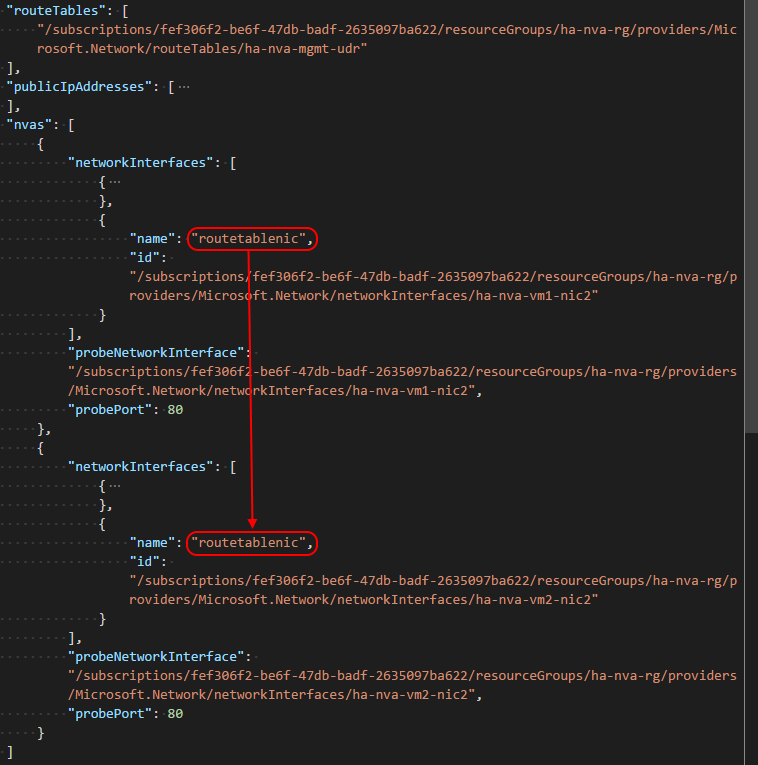 "routeTables": [
"/subscriptions/fef306f2-be6f-47db-badf-2635097ba622/resourceGroups/ha-nva-rg/providers/Mic
rosoft.Network/routeTables/ha-nva-mgmt-udr"
],
"publicIpAddresses": [...
],
"nvas": [
{
"networkInterfaces": [
{...
},
{
"name": "routetablenic",
"id":
"/subscriptions/fef306f2-be6f-47db-badf-2635097ba622/resourceGroups/ha-nva-rg/p
roviders/Microsoft.Network/networkInterfaces/ha-nva-vm1-nic2"
}
],
"probeNetworkInterface":
"/subscriptions/fef306f2-be6f-47db-badf-2635097ba622/resourceGroups/ha-nva-rg/providers
/Microsoft.Network/networkInterfaces/ha-nva-vm1-nic2",
"probePort": 80
},
{
"networkInterfaces": [
{...
},
{
"name": "routetablenic",
"id":
"/subscriptions/fef306f2-be6f-47db-badf-2635097ba622/resourceGroups/ha-nva-rg/p
roviders/Microsoft.Network/networkInterfaces/ha-nva-vm2-nic2"
}
],
"probeNetworkInterface":
"/subscriptions/fef306f2-be6f-47db-badf-2635097ba622/resourceGroups/ha-nva-rg/providers
/Microsoft.Network/networkInterfaces/ha-nva-vm2-nic2",
"probePort": 80
}
]